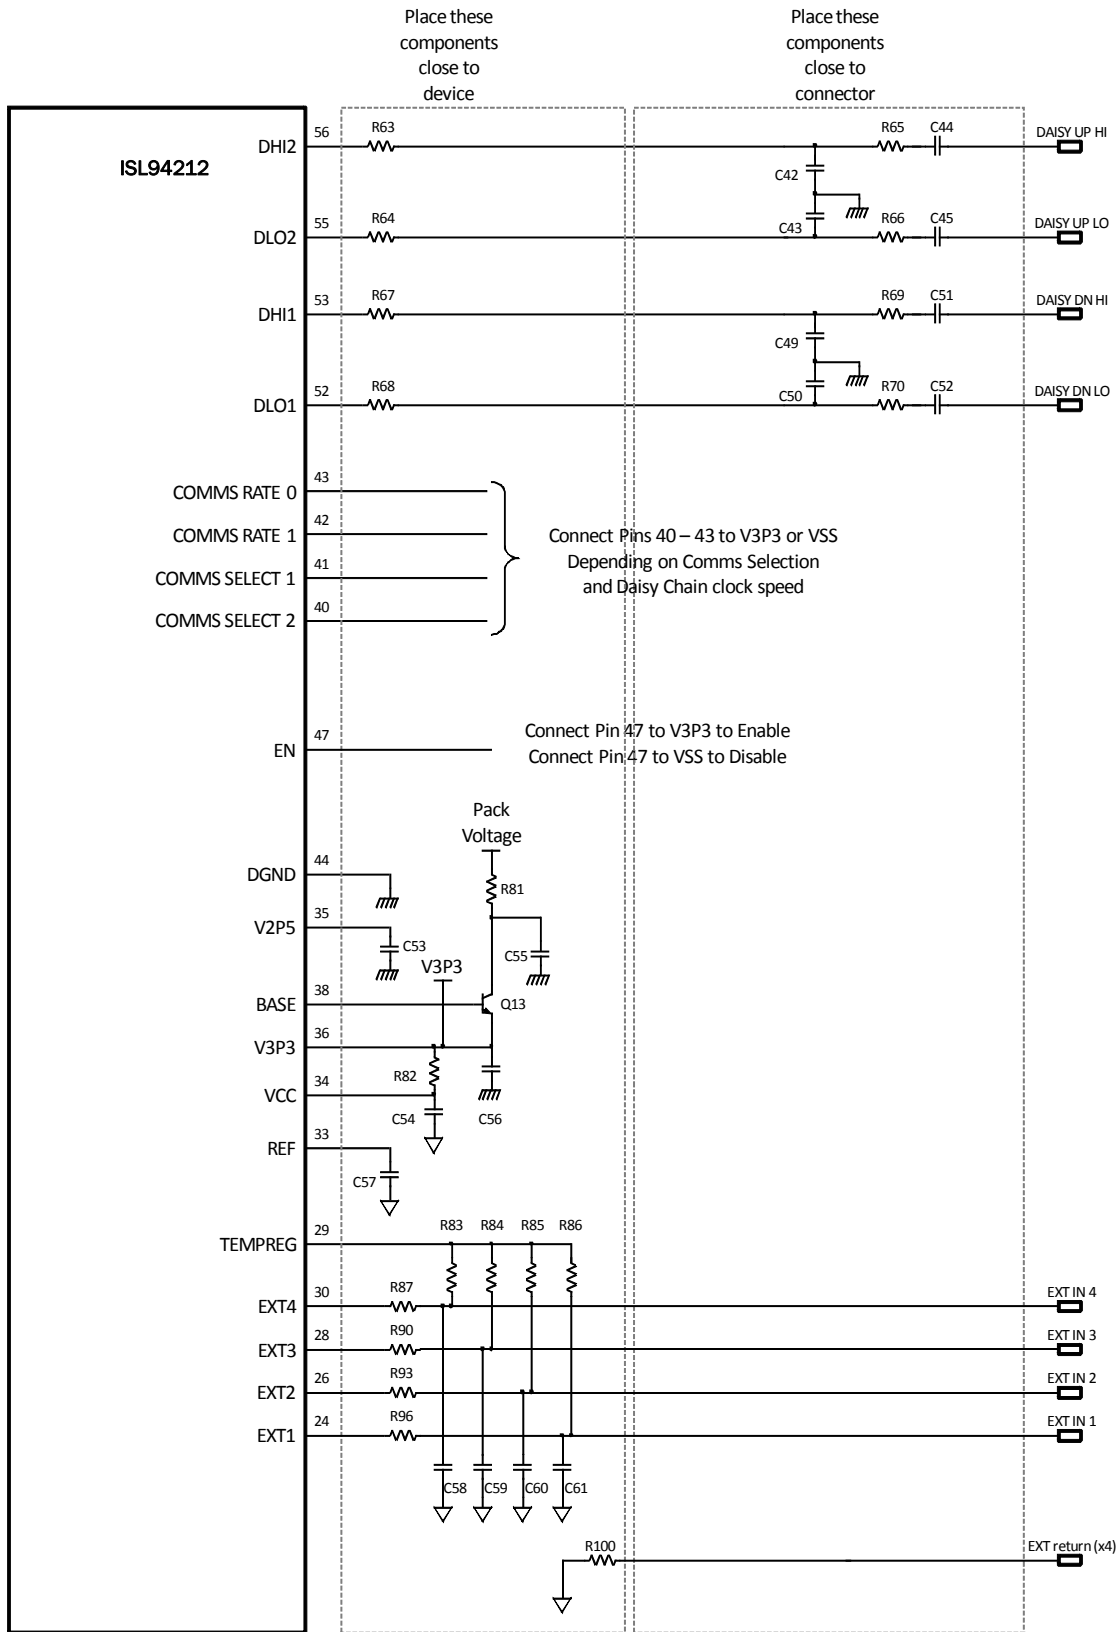 Place these
components
close to
device
Place these
components
close to
connector
ISL94212
DHI2
56
R63
R65
C44
DAISY UP HI
C42
DLO2
55
R64
C43
R66
C45
DAISY UP LO
DHI1
53
R67
R69
C51
DAISY DN HI
C49
DLO1
52
R68
C50
R70
C52
DAISY DN LO
COMMS RATE 0
43
COMMS RATE 1
42
COMMS SELECT 1
41
COMMS SELECT 2
40
Connect Pins 40 – 43 to V3P3 or VSS
Depending on Comms Selection
and Daisy Chain clock speed
EN
47
Connect Pin 47 to V3P3 to Enable
Connect Pin 47 to VSS to Disable
Pack
Voltage
R81
DGND
44
V2P5
35
C53
C55
V3P3
BASE
38
Q13
V3P3
36
R82
VCC
34
C54
C56
REF
33
C57
TEMPREG
29
R83
R84
R85
R86
EXT4
30
R87
EXT IN 4
EXT3
28
R90
EXT IN 3
EXT2
26
R93
EXT IN 2
EXT1
24
R96
EXT IN 1
C58
C59
C60
C61
R100
EXT return (x4)